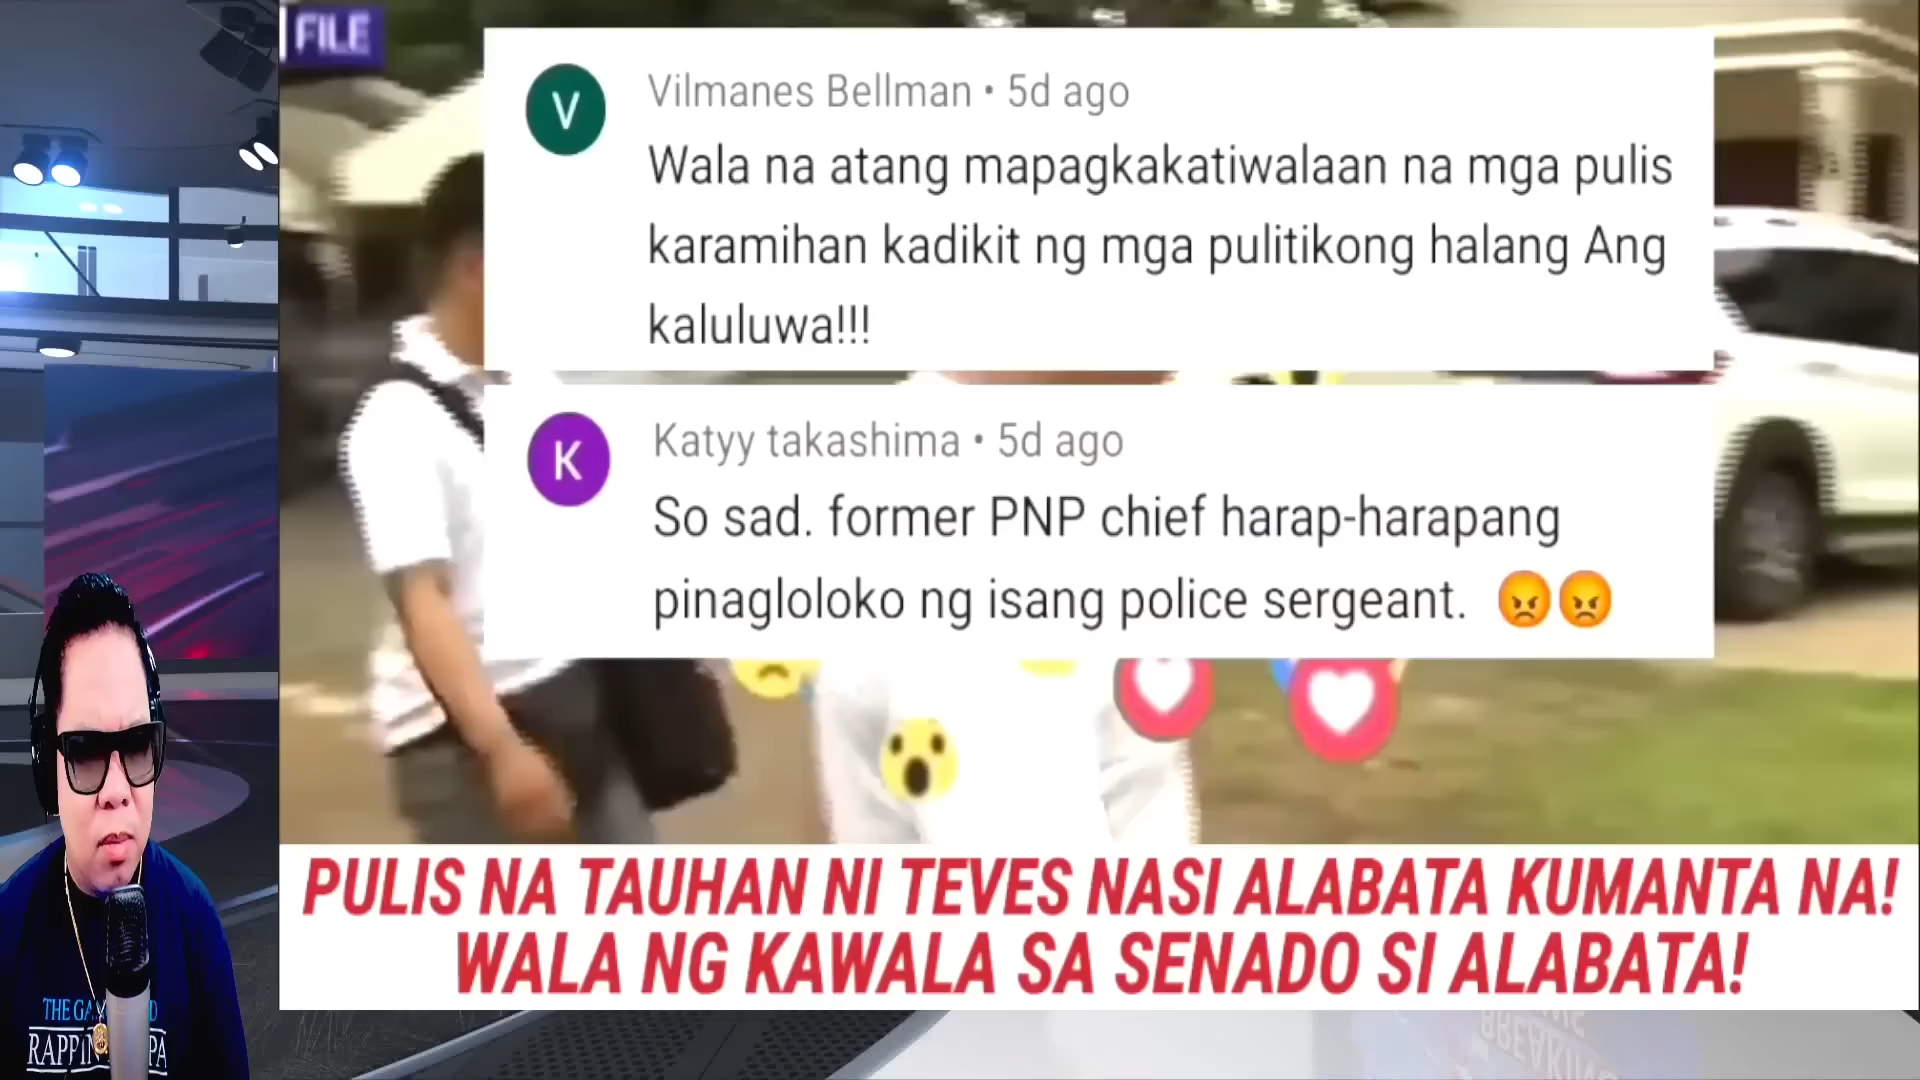 FILE
V
Vilmanes Bellman • 5d ago
Wala na atang mapagkakatiwalaan na mga pulis
karamihan kadikit ng mga pulitikong halang Ang
kaluluwa!!!
K
Katyy takashima • 5d ago
So sad. former PNP chief harap-harapang
pinagloloko ng isang police sergeant. 😡😡
PULIS NA TAUHAN NI TEVES NASI ALABATA KUMANTA NA!
WALA NG KAWALA SA SENADO SI ALABATA!
THE